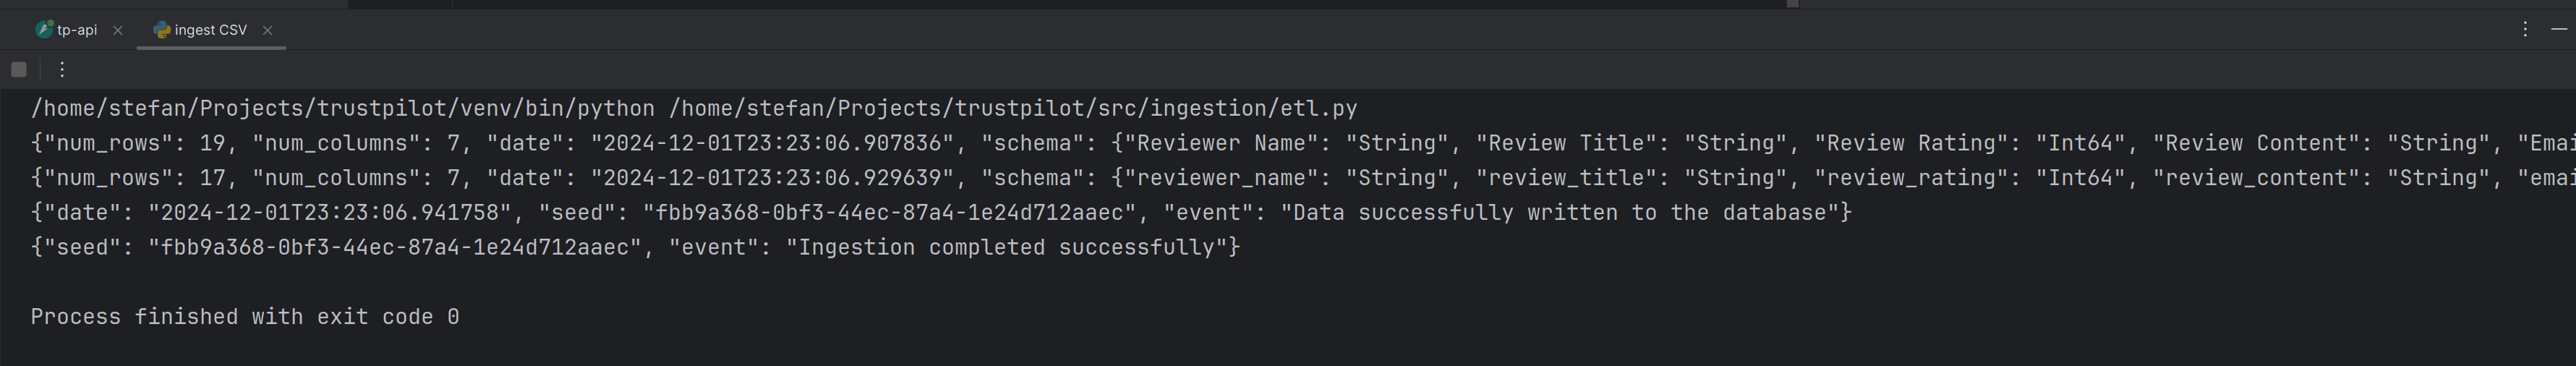 tp-api
ingest CSV
/home/stefan/Projects/trustpilot/venv/bin/python /home/stefan/Projects/trustpilot/src/ingestion/etl.py
{"num_rows": 19, "num_columns": 7, "date": "2024-12-01T23:23:06.907836", "schema": {"Reviewer Name": "String", "Review Title": "String", "Review Rating": "Int64", "Review Content": "String", "Emai
{"num_rows": 17, "num_columns": 7, "date": "2024-12-01T23:23:06.929639", "schema": {"reviewer_name": "String", "review_title": "String", "review_rating": "Int64", "review_content": "String", "emai
{"date": "2024-12-01T23:23:06.941758", "seed": "fbb9a368-0bf3-44ec-87a4-1e24d712aaec", "event": "Data successfully written to the database"}
{"seed": "fbb9a368-0bf3-44ec-87a4-1e24d712aaec", "event": "Ingestion completed successfully"}
Process finished with exit code 0